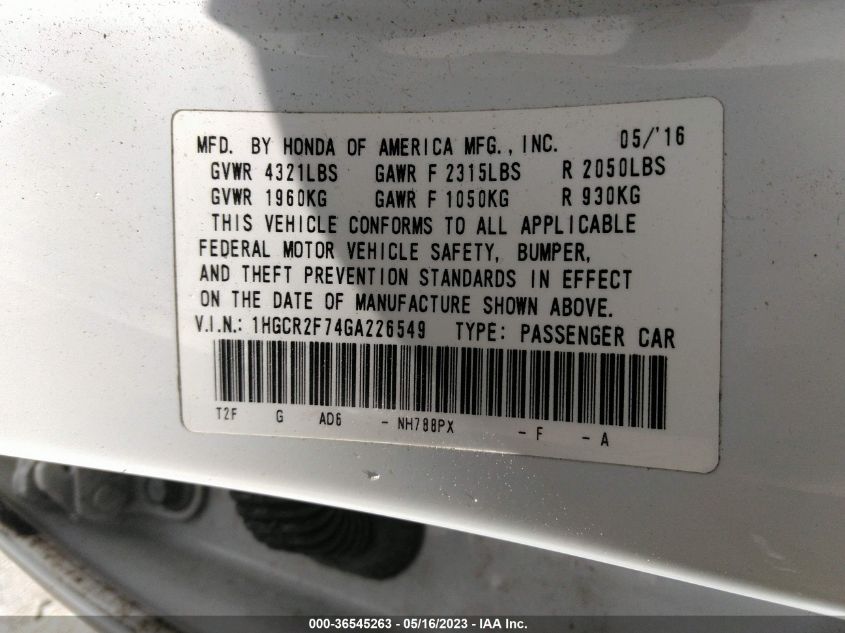 MFD. BY HONDA OF AMERICA MFG., INC. 05/'16
GVWR 4321LBS GAWR F 2315LBS R 2050LBS
GVWR 1960KG GAWR F 1050KG R 930KG
THIS VEHICLE CONFORMS TO ALL APPLICABLE
FEDERAL MOTOR VEHICLE SAFETY, BUMPER,
AND THEFT PREVENTION STANDARDS IN EFFECT
ON THE DATE OF MANUFACTURE SHOWN ABOVE.
V.I.N.: 1HGCR2F74GA226549 TYPE: PASSENGER CAR
T2F G AD6 - NH788PX - F - A
000-36545263 - 05/16/2023 - IAA Inc.